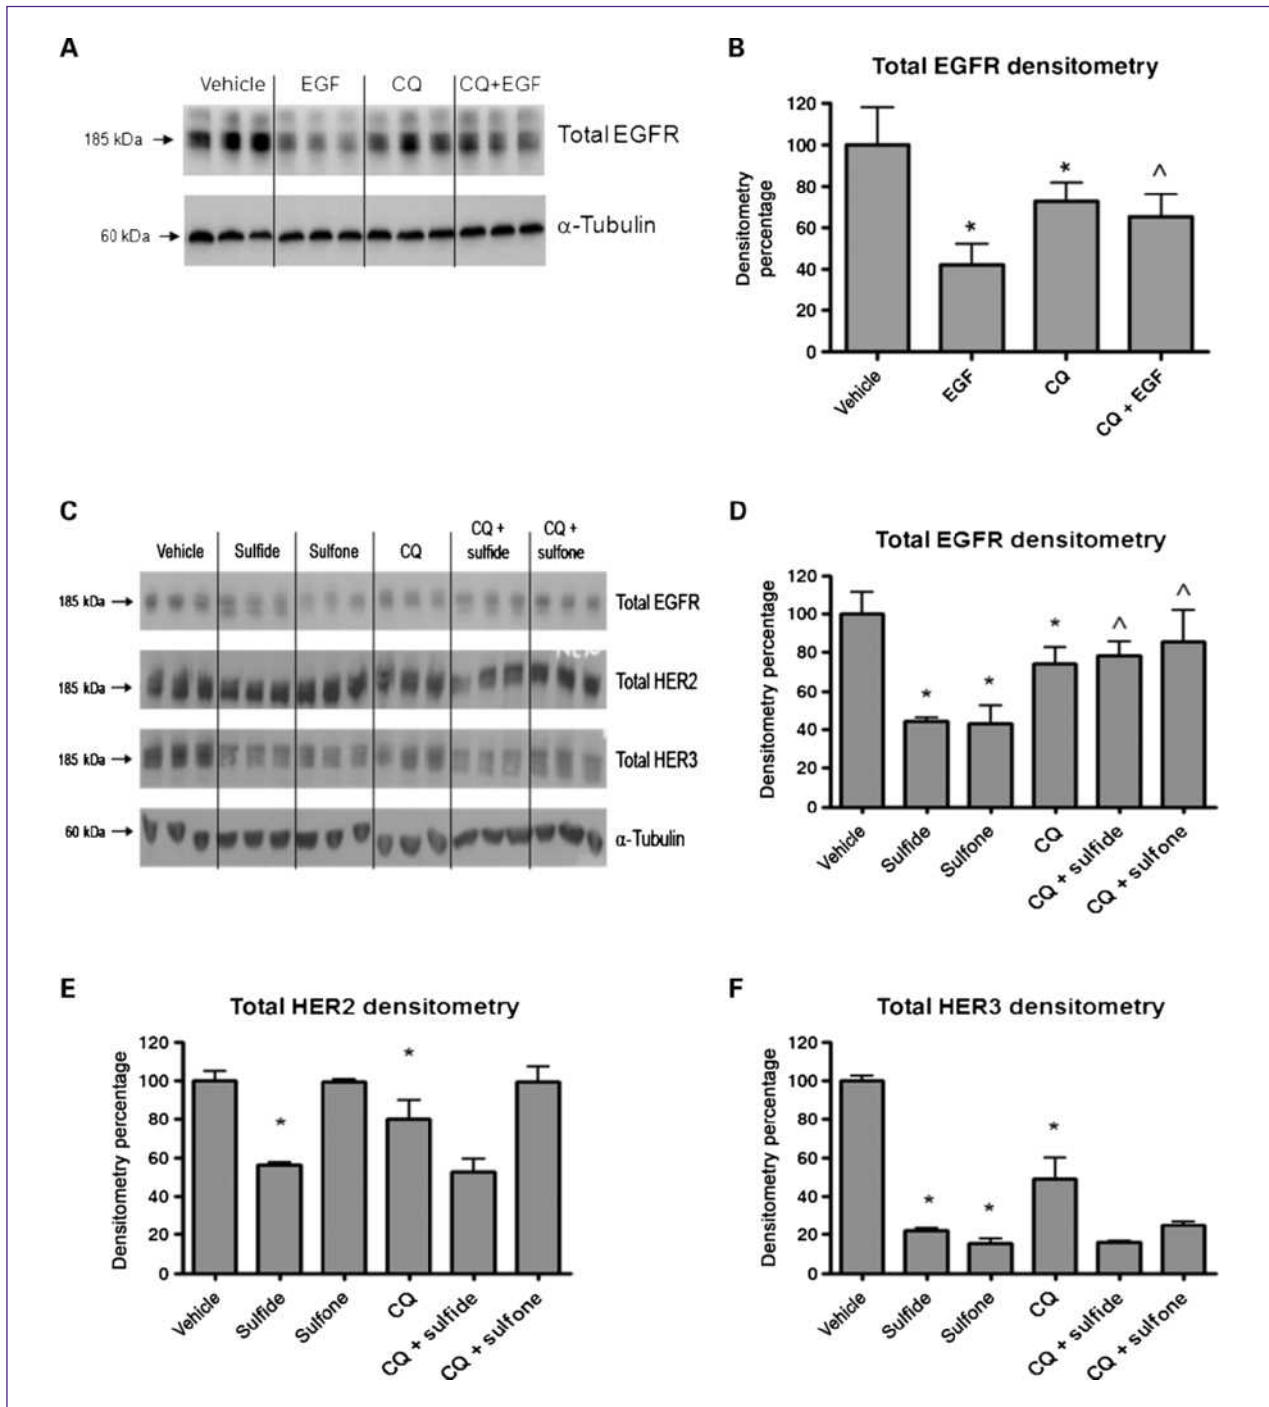 A
Vehicle EGF CQ CQ+EGF
185 kDa
Total EGFR
60 kDa
α-Tubulin
B
Total EGFR densitometry
Densitometry
percentage
120
100
80
60
40
20
0
*
*
^
Vehicle
EGF
CQ
CQ + EGF
C
Vehicle Sulfide Sulfone CQ
CQ +
sulfide
CQ +
sulfone
185 kDa
Total EGFR
185 kDa
Total HER2
185 kDa
Total HER3
60 kDa
α-Tubulin
D
Total EGFR densitometry
Densitometry percentage
120
100
80
60
40
20
0
*
*
*
^
^
Vehicle
Sulfide
Sulfone
CQ
CQ + sulfide
CQ + sulfone
E
Total HER2 densitometry
Densitometry percentage
120
100
80
60
40
20
0
*
*
Vehicle
Sulfide
Sulfone
CQ
CQ + sulfide
CQ + sulfone
F
Total HER3 densitometry
Densitometry percentage
120
100
80
60
40
20
0
*
*
*
Vehicle
Sulfide
Sulfone
CQ
CQ + sulfide
CQ + sulfone